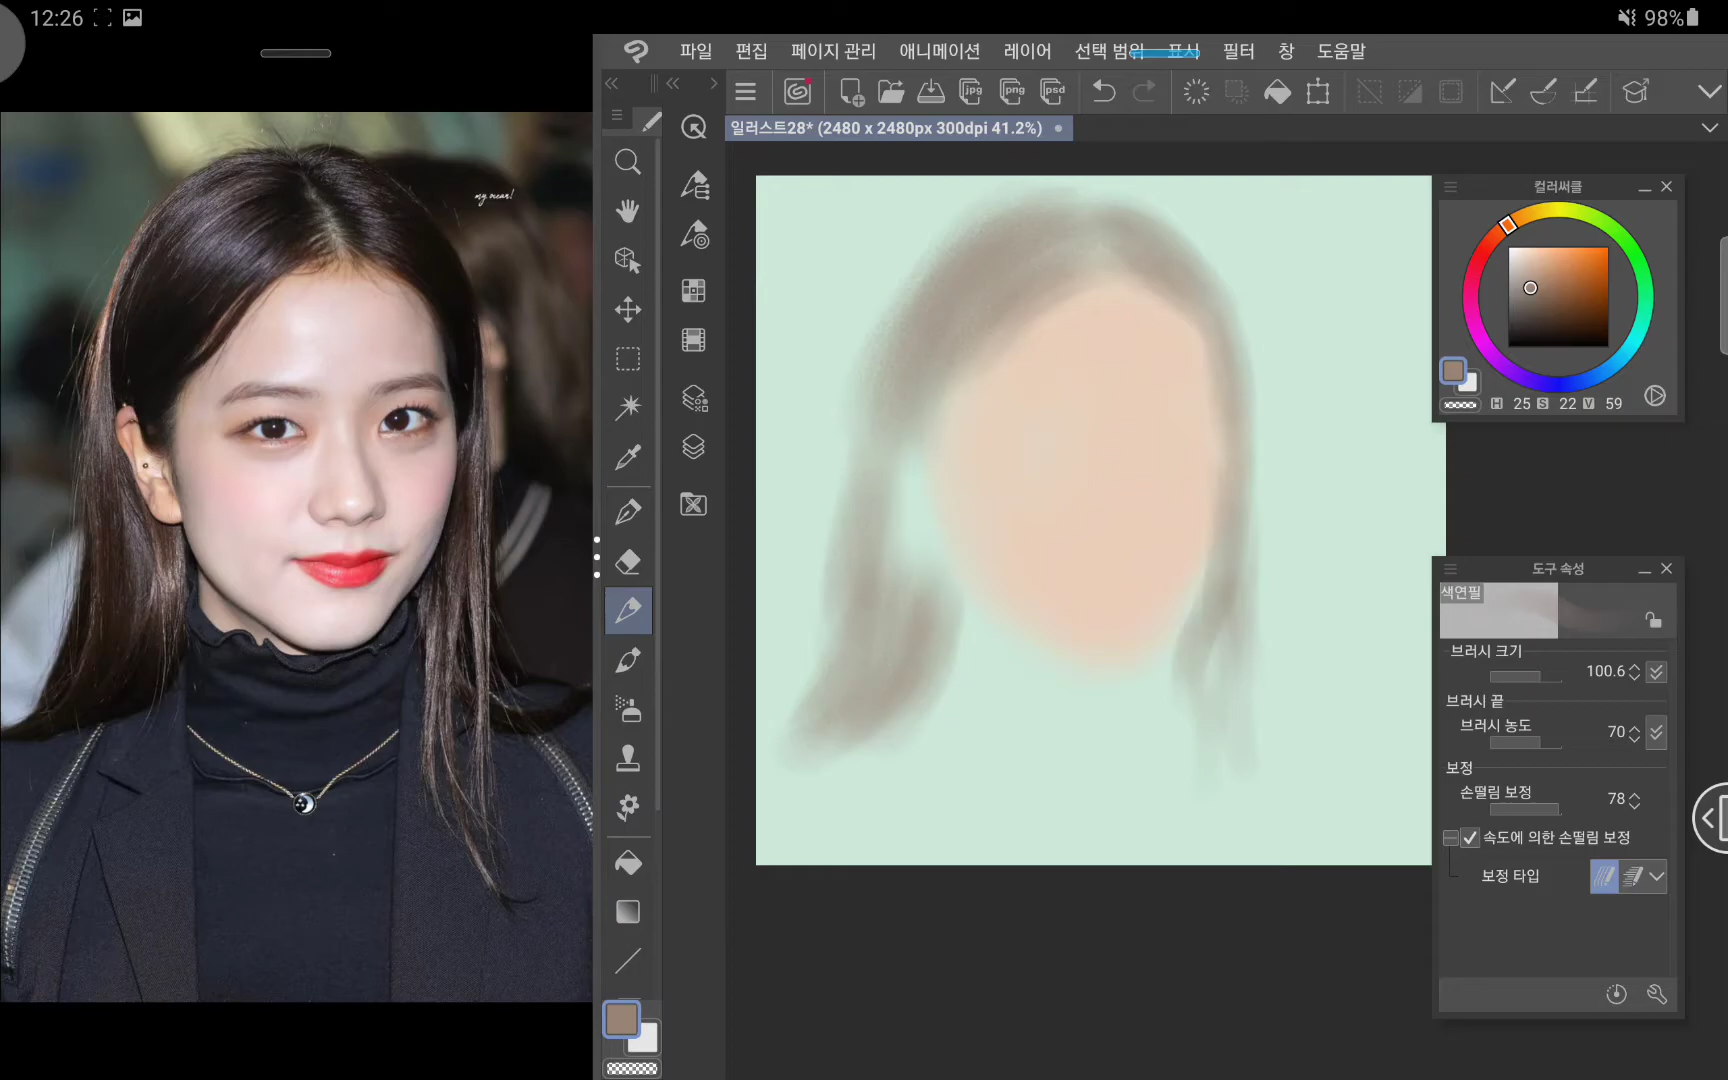 12:26
98%
my.ocean!
파일 편집 페이지 관리 애니메이션 레이어 선택 범위 표시 필터 창 도움말
jpg png psd
일러스트28* (2480 x 2480px 300dpi 41.2%)
컬러써클
H 25 S 22 V 59
도구 속성
색연필
브러시 크기
100.6
브러시 끝
브러시 농도 70
보정
손떨림 보정 78
속도에 의한 손떨림 보정
보정 타입